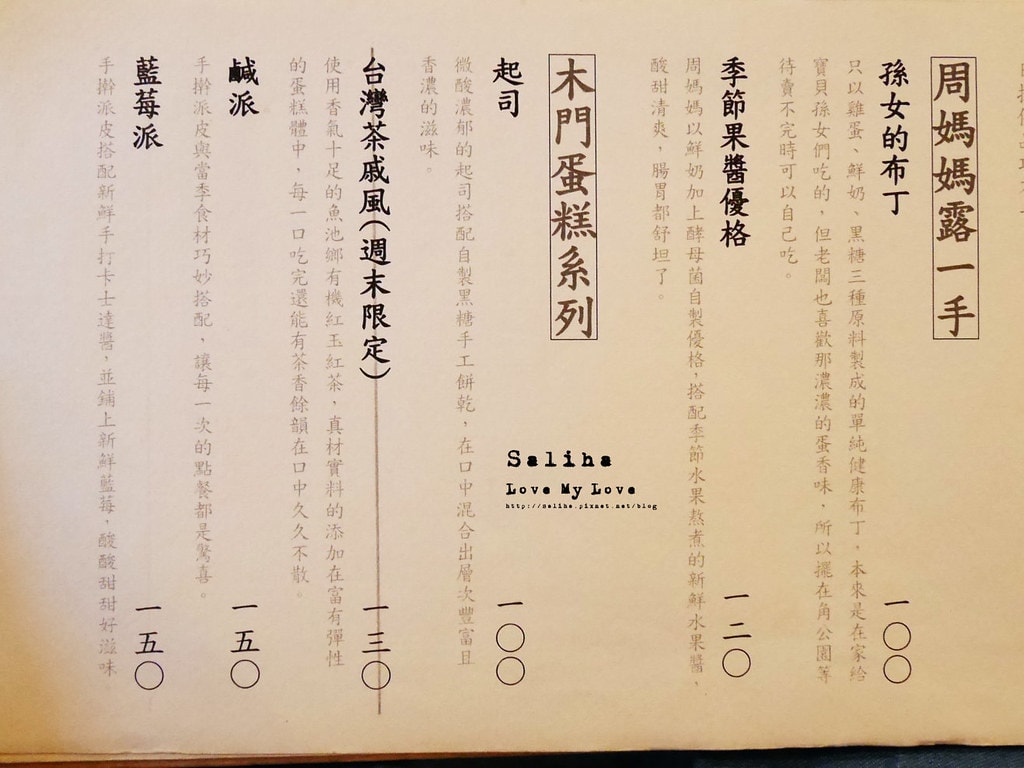 周媽媽露一手
孫女的布丁 一〇〇
只以雞蛋、鮮奶、黑糖三種原料製成的單純健康布丁。本來是在家給
寶貝孫女們吃的，但老闆也喜歡那濃濃的蛋香味，所以擺在角公園等
待賣不完時可以自己吃。
季節果醬優格 一二〇
周媽媽以鮮奶加上酵母菌自製優格，搭配季節水果熬煮的新鮮水果醬，
酸甜清爽，腸胃都舒坦了。
木門蛋糕系列
起司 一〇〇
微酸濃郁的起司搭配自製黑糖手工餅乾，在口中混合出層次豐富且
香濃的滋味。
台灣茶戚風(週末限定) 一三〇
使用香氣十足的魚池鄉有機紅玉紅茶，真材實料的添加在富有彈性
的蛋糕體中，每一口吃完還能有茶香餘韻在口中久久不散。
鹹派 一五〇
手擀派皮與當季食材巧妙搭配，讓每一次的點餐都是驚喜。
藍莓派 一五〇
手擀派皮搭配新鮮手打卡士達醬，並鋪上新鮮藍莓，酸酸甜甜好滋味。
Saliha
Love My Love
http://saliha.pixnet.net/blog